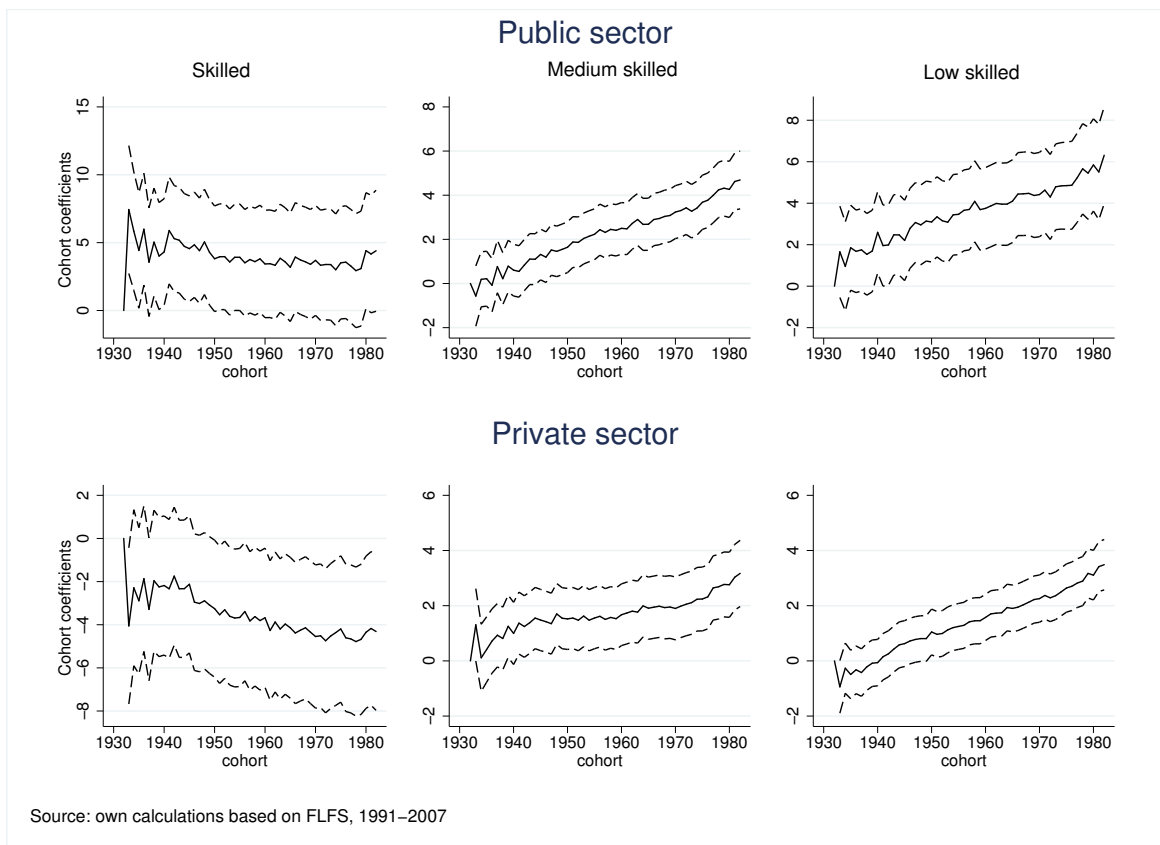 Public sector
Skilled
Medium skilled
Low skilled
Cohort coefficients
15
10
5
0
1930 1940 1950 1960 1970 1980
cohort
8
6
4
2
0
−2
1930 1940 1950 1960 1970 1980
cohort
8
6
4
2
0
−2
1930 1940 1950 1960 1970 1980
cohort
Private sector
Cohort coefficients
2
0
−2
−4
−6
−8
1930 1940 1950 1960 1970 1980
cohort
6
4
2
0
−2
1930 1940 1950 1960 1970 1980
cohort
6
4
2
0
−2
1930 1940 1950 1960 1970 1980
cohort
Source: own calculations based on FLFS, 1991−2007